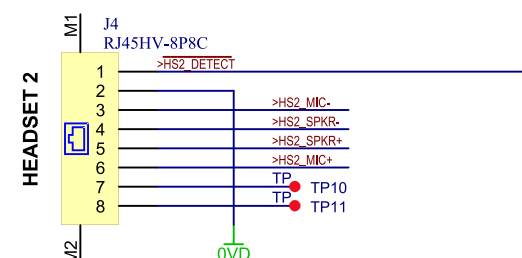 M1
J4
RJ45HV-8P8C
HEADSET 2
1 >HS2_DETECT
2
3 >HS2_MIC-
4 >HS2_SPKR-
5 >HS2_SPKR+
6 >HS2_MIC+
7 TP TP10
8 TP TP11
M2
0VD